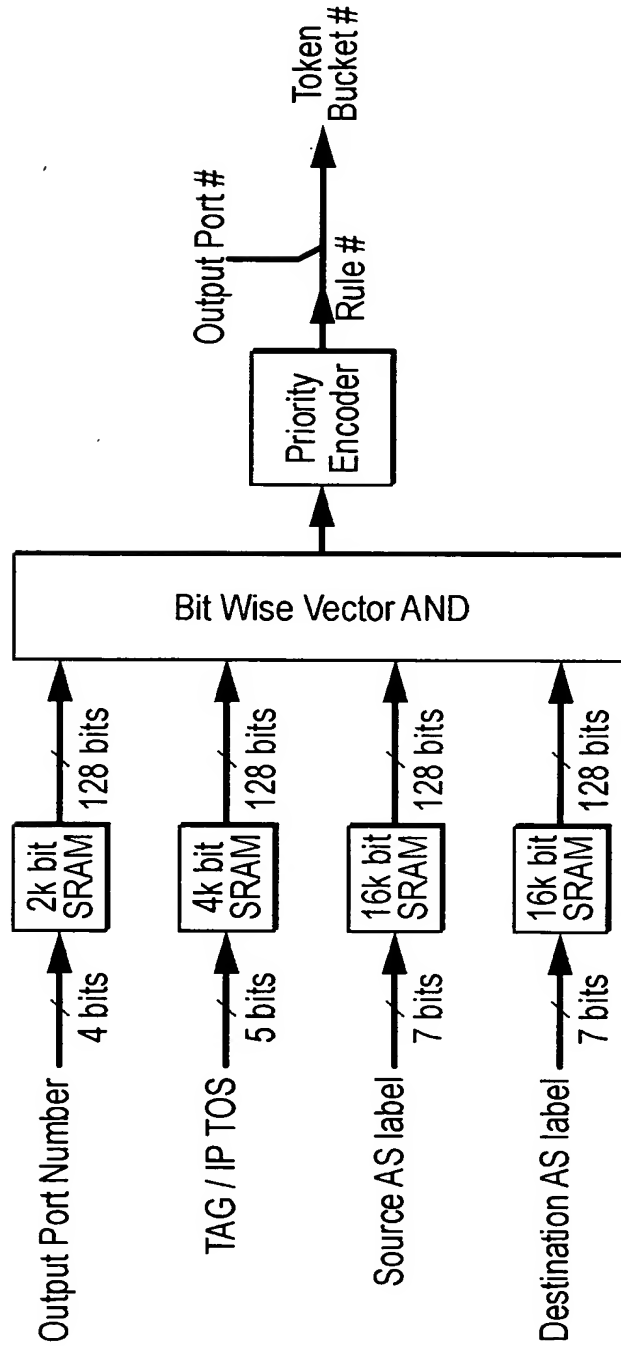 Output Port Number
4 bits
2k bit
SRAM
128 bits
TAG / IP TOS
5 bits
4k bit
SRAM
128 bits
Source AS label
7 bits
16k bit
SRAM
128 bits
Destination AS label
7 bits
16k bit
SRAM
128 bits
Bit Wise Vector AND
Priority
Encoder
Output Port #
Rule #
Token
Bucket #